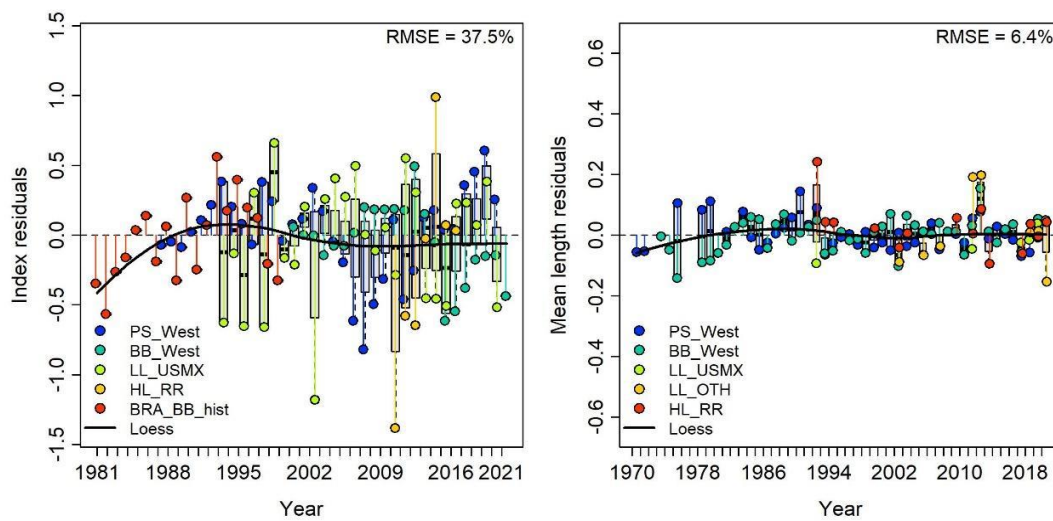 RMSE = 37.5%
Index residuals
1.5
1.0
0.5
0.0
-0.5
-1.0
-1.5
PS_West
BB_West
LL_USMX
HL_RR
BRA_BB_hist
Loess
1981 1988 1995 2002 2009 2016 2021
Year
RMSE = 6.4%
Mean length residuals
0.6
0.4
0.2
0.0
-0.2
-0.4
-0.6
PS_West
BB_West
LL_USMX
LL_OTH
HL_RR
Loess
1970 1978 1986 1994 2002 2010 2018
Year